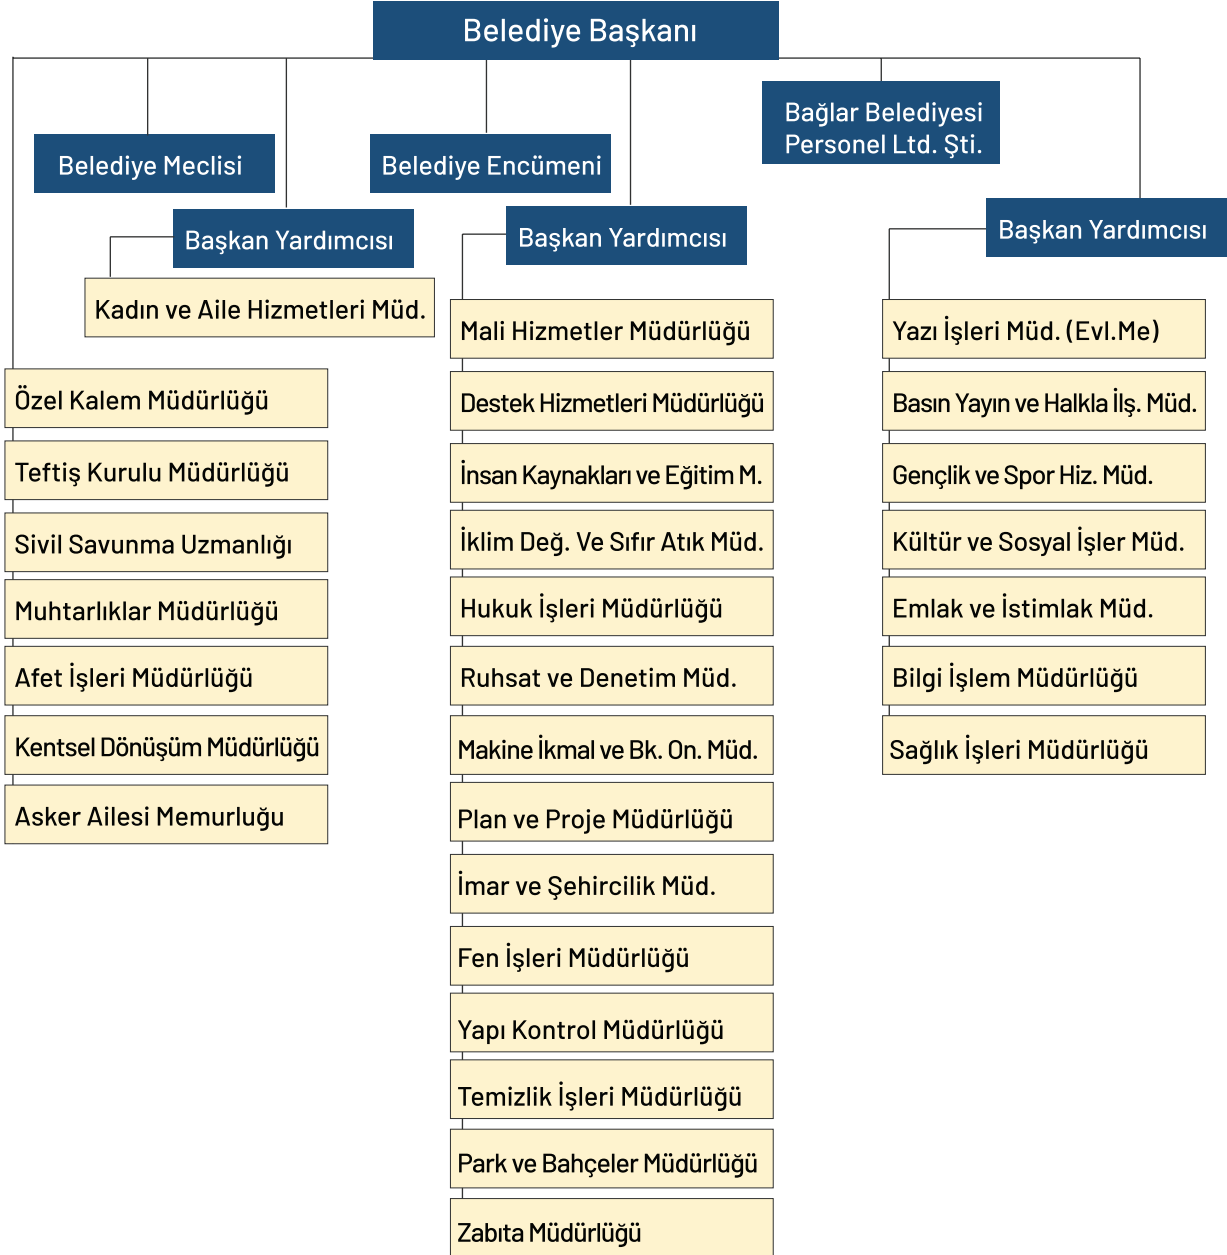 Belediye Başkanı
Belediye Meclisi
Belediye Encümeni
Bağlar Belediyesi
Personel Ltd. Şti.
Başkan Yardımcısı
Kadın ve Aile Hizmetleri Müd.
Özel Kalem Müdürlüğü
Teftiş Kurulu Müdürlüğü
Sivil Savunma Uzmanlığı
Muhtarlıklar Müdürlüğü
Afet İşleri Müdürlüğü
Kentsel Dönüşüm Müdürlüğü
Asker Ailesi Memurluğu
Başkan Yardımcısı
Mali Hizmetler Müdürlüğü
Destek Hizmetleri Müdürlüğü
İnsan Kaynakları ve Eğitim M.
İklim Değ. Ve Sıfır Atık Müd.
Hukuk İşleri Müdürlüğü
Ruhsat ve Denetim Müd.
Makine İkmal ve Bk. On. Müd.
Plan ve Proje Müdürlüğü
İmar ve Şehircilik Müd.
Fen İşleri Müdürlüğü
Yapı Kontrol Müdürlüğü
Temizlik İşleri Müdürlüğü
Park ve Bahçeler Müdürlüğü
Zabıta Müdürlüğü
Başkan Yardımcısı
Yazı İşleri Müd. (Evl.Me)
Basın Yayın ve Halkla İlş. Müd.
Gençlik ve Spor Hiz. Müd.
Kültür ve Sosyal İşler Müd.
Emlak ve İstimlak Müd.
Bilgi İşlem Müdürlüğü
Sağlık İşleri Müdürlüğü